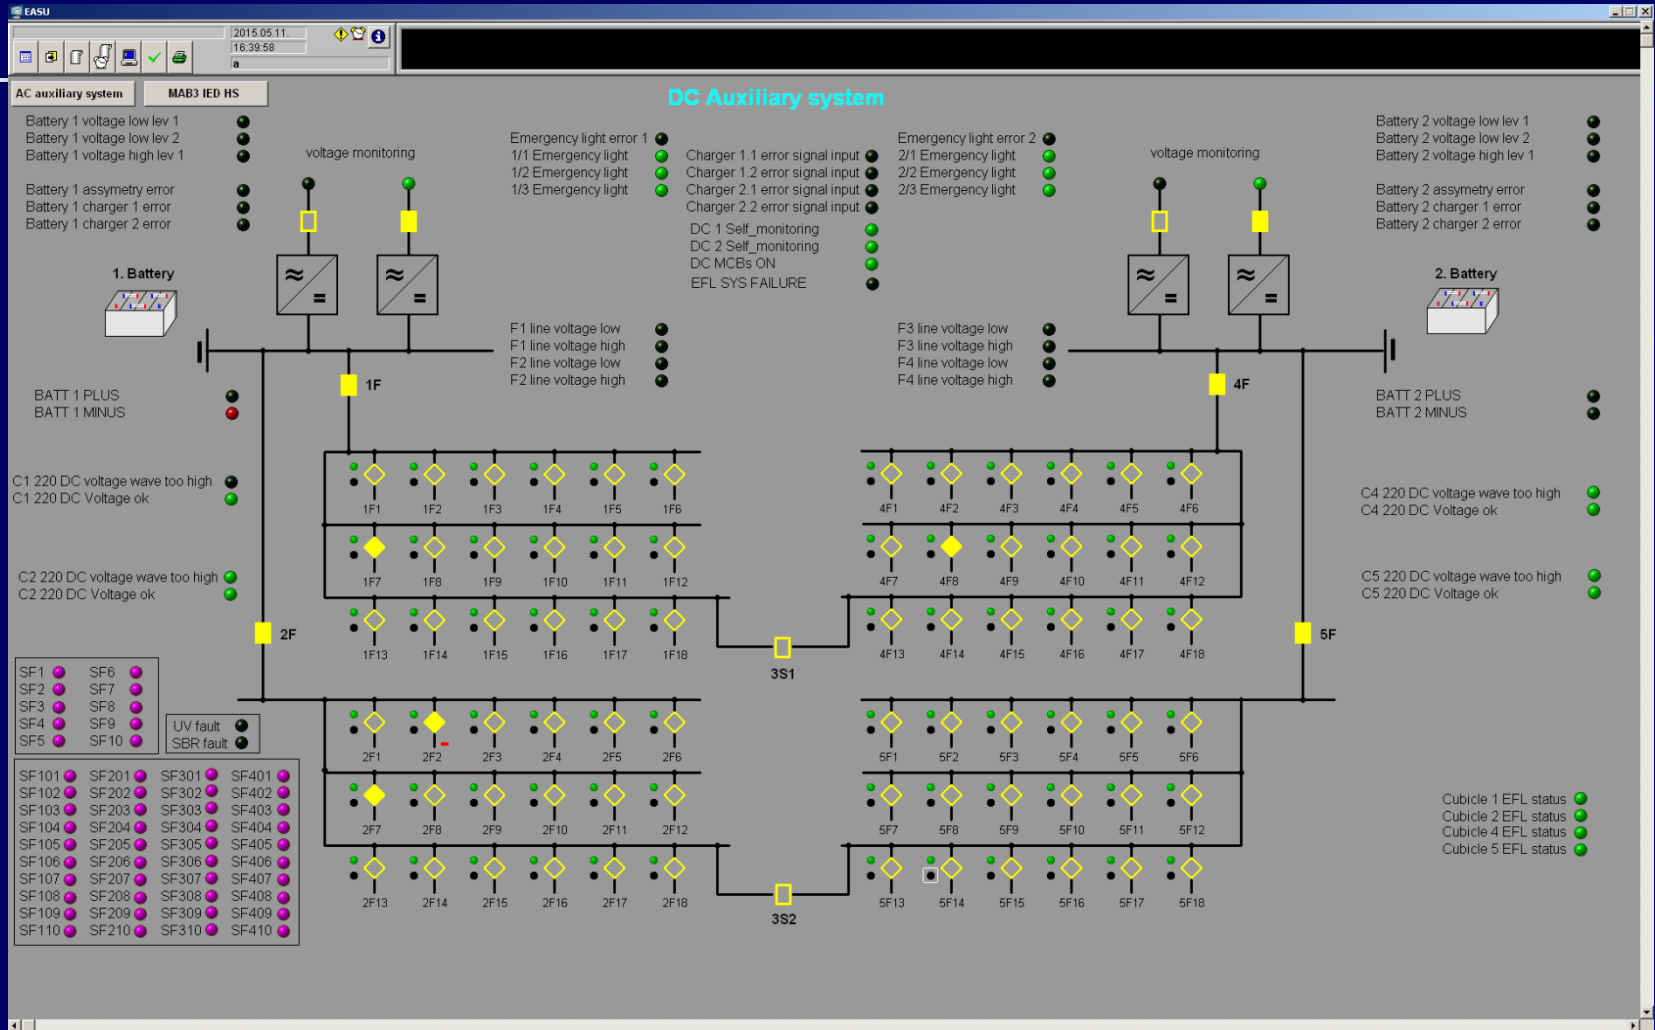 EASU
2015.05.11.
16:39:58
a
AC auxiliary system
MAB3 IED HS
DC Auxiliary system
Battery 1 voltage low lev 1
Battery 1 voltage low lev 2
Battery 1 voltage high lev 1
Battery 1 assymetry error
Battery 1 charger 1 error
Battery 1 charger 2 error
voltage monitoring
Emergency light error 1
1/1 Emergency light
1/2 Emergency light
1/3 Emergency light
Charger 1.1 error signal input
Charger 1.2 error signal input
Charger 2.1 error signal input
Charger 2.2 error signal input
DC 1 Self_monitoring
DC 2 Self_monitoring
DC MCBs ON
EFL SYS FAILURE
Emergency light error 2
2/1 Emergency light
2/2 Emergency light
2/3 Emergency light
voltage monitoring
Battery 2 voltage low lev 1
Battery 2 voltage low lev 2
Battery 2 voltage high lev 1
Battery 2 assymetry error
Battery 2 charger 1 error
Battery 2 charger 2 error
1. Battery
2. Battery
F1 line voltage low
F1 line voltage high
F2 line voltage low
F2 line voltage high
F3 line voltage low
F3 line voltage high
F4 line voltage low
F4 line voltage high
1F
4F
BATT 1 PLUS
BATT 1 MINUS
BATT 2 PLUS
BATT 2 MINUS
C1 220 DC voltage wave too high
C1 220 DC Voltage ok
C4 220 DC voltage wave too high
C4 220 DC Voltage ok
1F1 1F2 1F3 1F4 1F5 1F6
4F1 4F2 4F3 4F4 4F5 4F6
1F7 1F8 1F9 1F10 1F11 1F12
4F7 4F8 4F9 4F10 4F11 4F12
C2 220 DC voltage wave too high
C2 220 DC Voltage ok
C5 220 DC voltage wave too high
C5 220 DC Voltage ok
2F
5F
1F13 1F14 1F15 1F16 1F17 1F18
4F13 4F14 4F15 4F16 4F17 4F18
3S1
SF1 SF6
SF2 SF7
SF3 SF8
SF4 SF9
SF5 SF10
UV fault
SBR fault
2F1 2F2 2F3 2F4 2F5 2F6
5F1 5F2 5F3 5F4 5F5 5F6
SF101 SF201 SF301 SF401
SF102 SF202 SF302 SF402
SF103 SF203 SF303 SF403
SF104 SF204 SF304 SF404
SF105 SF205 SF305 SF405
SF106 SF206 SF306 SF406
SF107 SF207 SF307 SF407
SF108 SF208 SF308 SF408
SF109 SF209 SF309 SF409
SF110 SF210 SF310 SF410
2F7 2F8 2F9 2F10 2F11 2F12
5F7 5F8 5F9 5F10 5F11 5F12
Cubicle 1 EFL status
Cubicle 2 EFL status
Cubicle 4 EFL status
Cubicle 5 EFL status
2F13 2F14 2F15 2F16 2F17 2F18
5F13 5F14 5F15 5F16 5F17 5F18
3S2